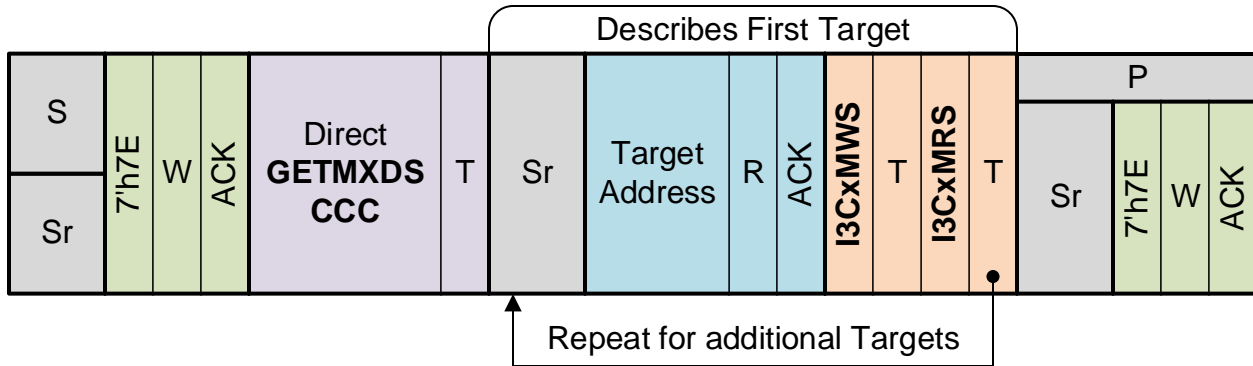 Describes First Target
S
Sr
7'h7E
W
ACK
Direct
GETMXDS
CCC
T
Sr
Target
Address
R
ACK
I3CxMWS
T
I3CxMRS
T
P
Sr
7'h7E
W
ACK
Repeat for additional Targets